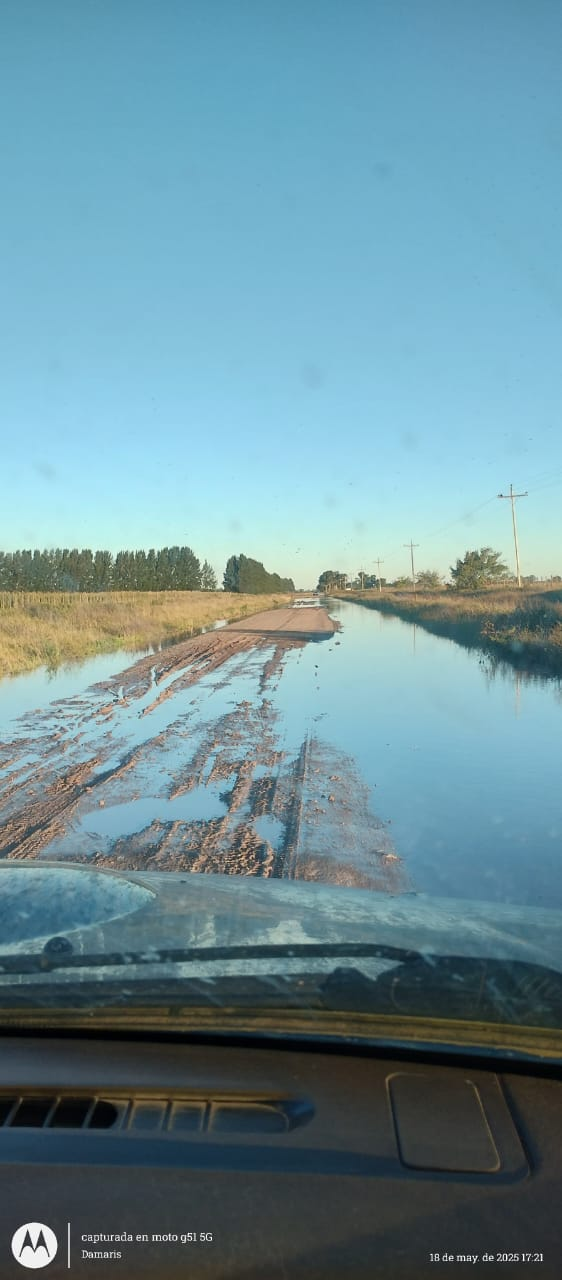 capturada en moto g51 5G
Damaris
18 de may. de 2025 17:21